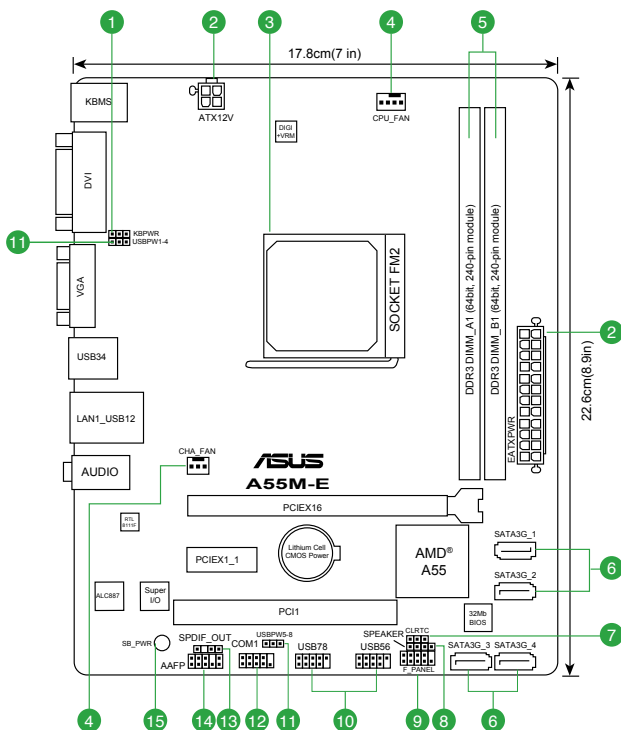 1
2
3
4
5
17.8cm(7 in)
KBMS
ATX12V
CPU_FAN
DIGI
+VRM
DVI
KBPWR
11
USBPW1-4
SOCKET FM2
DDR3 DIMM_A1 (64bit, 240-pin module)
DDR3 DIMM_B1 (64bit, 240-pin module)
VGA
2
22.6cm(8.9in)
USB34
EATXPWR
LAN1_USB12
CHA_FAN
ASUS
A55M-E
AUDIO
PCIEX16
RTL
8111F
PCIEX1_1
Lithium Cell
CMOS Power
AMD®
A55
SATA3G_1
6
SATA3G_2
ALC887
Super
I/O
PCI1
32Mb
BIOS
SB_PWR
SPDIF_OUT
USBPW5-8
SPEAKER
CLRTC
7
AAFP
COM1
USB78
USB56
F_PANEL
SATA3G_3
SATA3G_4
4
15
14
13
12
11
10
9
8
6